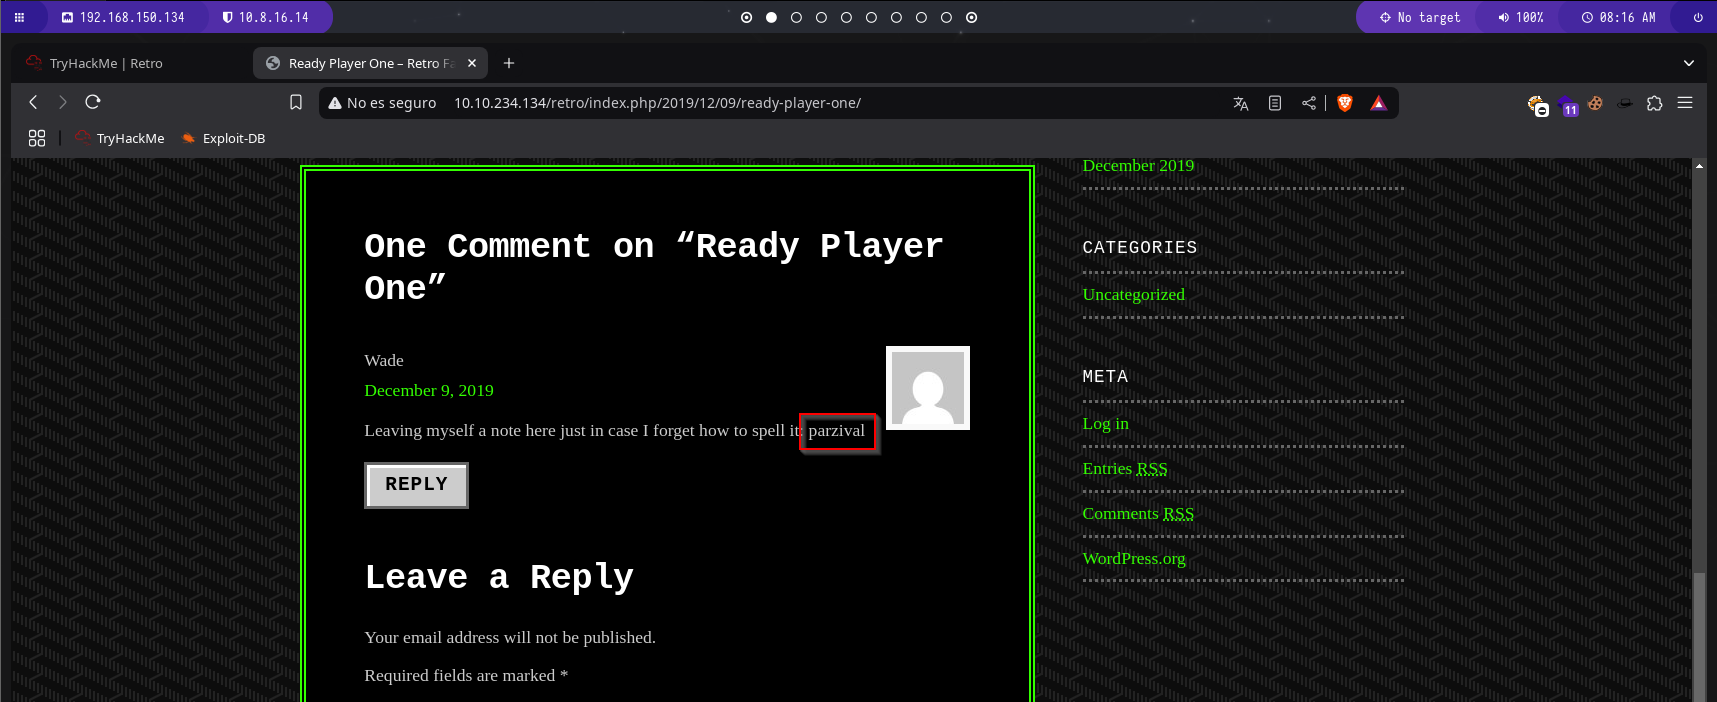 192.168.150.134
10.8.16.14
No target
100%
08:16 AM
TryHackMe | Retro
Ready Player One – Retro Fa
No es seguro
10.10.234.134/retro/index.php/2019/12/09/ready-player-one/
11
TryHackMe
Exploit-DB
One Comment on “Ready Player
One”
Wade
December 9, 2019
Leaving myself a note here just in case I forget how to spell it: parzival
REPLY
Leave a Reply
Your email address will not be published.
Required fields are marked *
December 2019
CATEGORIES
Uncategorized
META
Log in
Entries RSS
Comments RSS
WordPress.org